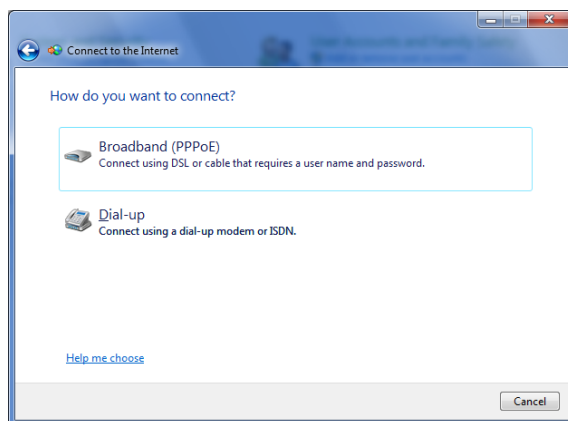 Connect to the Internet
How do you want to connect?
Broadband (PPPoE)
Connect using DSL or cable that requires a user name and password.
Dial-up
Connect using a dial-up modem or ISDN.
Help me choose
Cancel